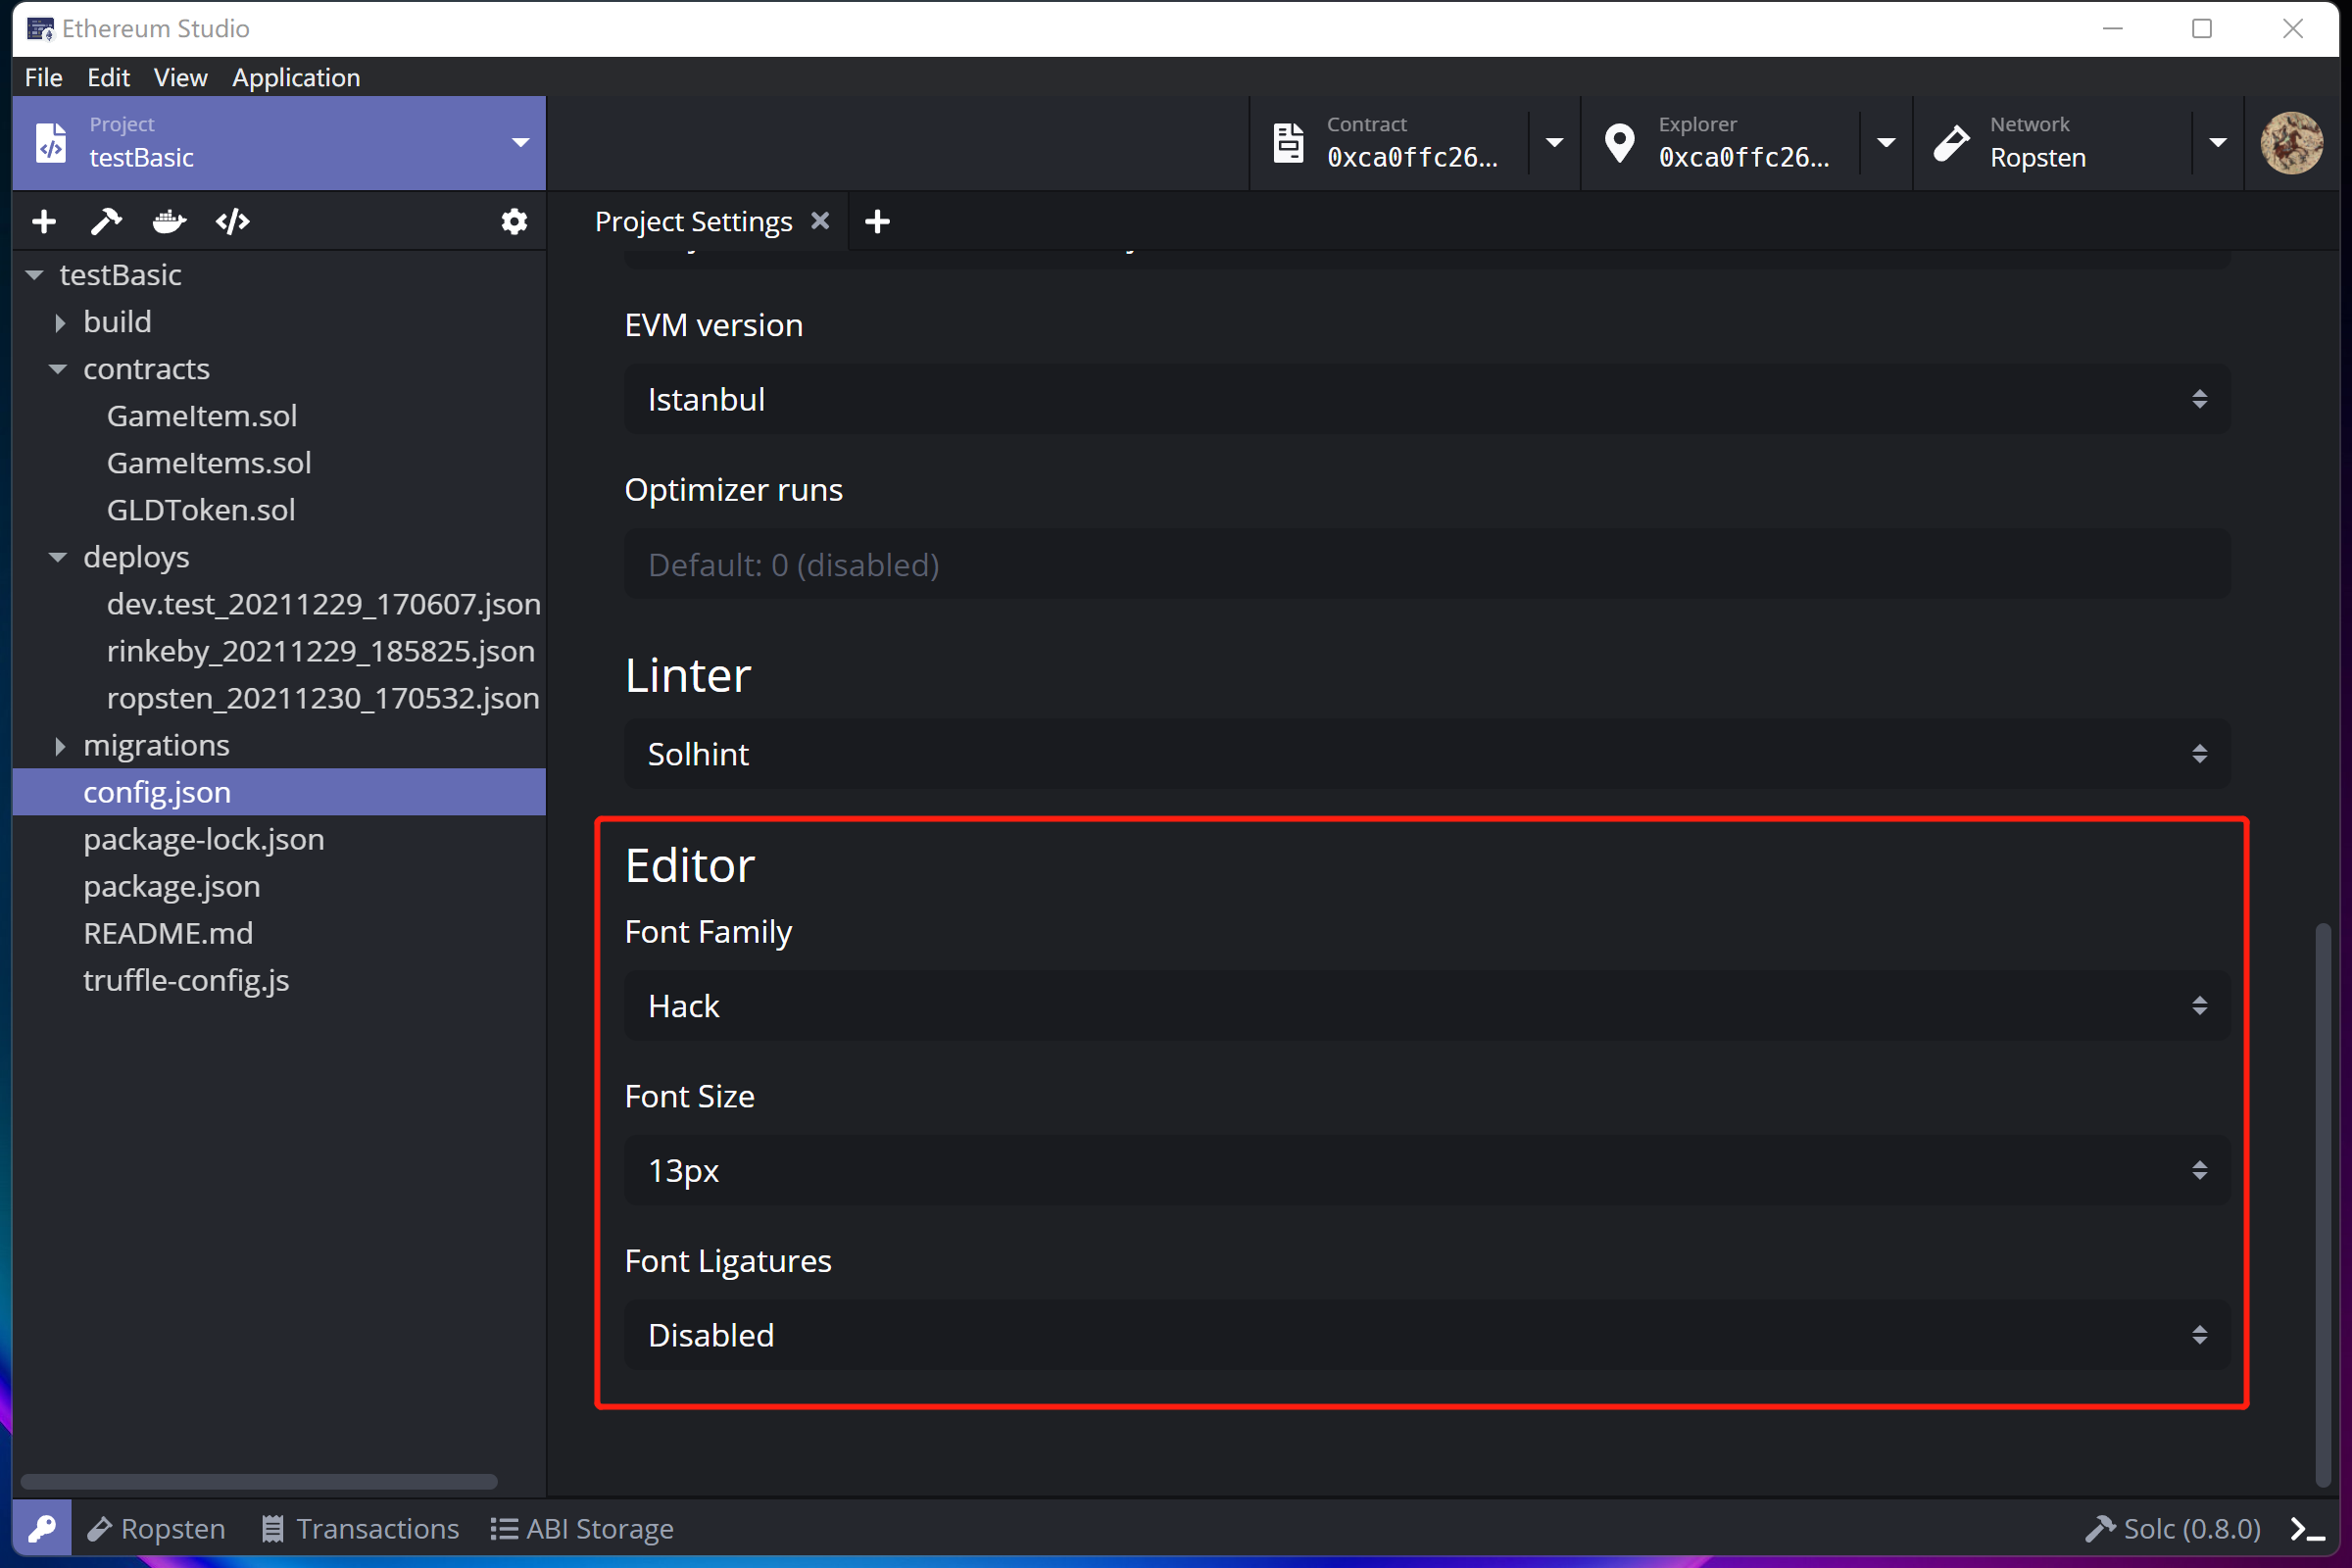 Ethereum Studio
File Edit View Application
Project
testBasic
Contract
0xca0ffc26...
Explorer
0xca0ffc26...
Network
Ropsten
Project Settings
testBasic
build
contracts
GameItem.sol
GameItems.sol
GLDToken.sol
deploys
dev.test_20211229_170607.json
rinkeby_20211229_185825.json
ropsten_20211230_170532.json
migrations
config.json
package-lock.json
package.json
README.md
truffle-config.js
EVM version
Istanbul
Optimizer runs
Default: 0 (disabled)
Linter
Solhint
Editor
Font Family
Hack
Font Size
13px
Font Ligatures
Disabled
Ropsten Transactions ABI Storage
Solc (0.8.0)